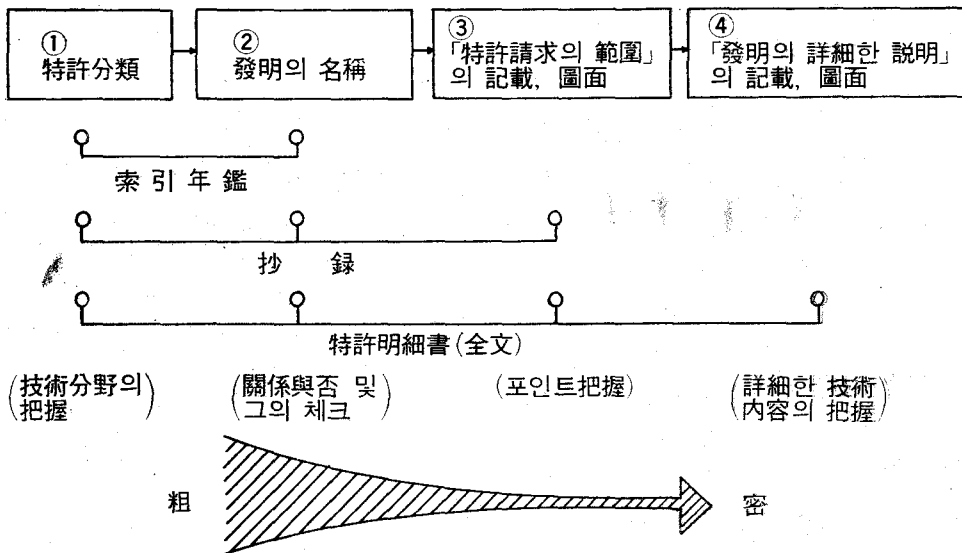 ①
特許分類
②
發明의 名稱
③
「特許請求의 範圍」
의 記載, 圖面
④
「發明의 詳細한 説明」
의 記載, 圖面
索引年鑑
抄 録
特許明細書(全文)
(技術分野의
把握)
(關係與否 및
그의 체크)
(포인트把握)
(詳細한 技術
內容의 把握)
粗
密